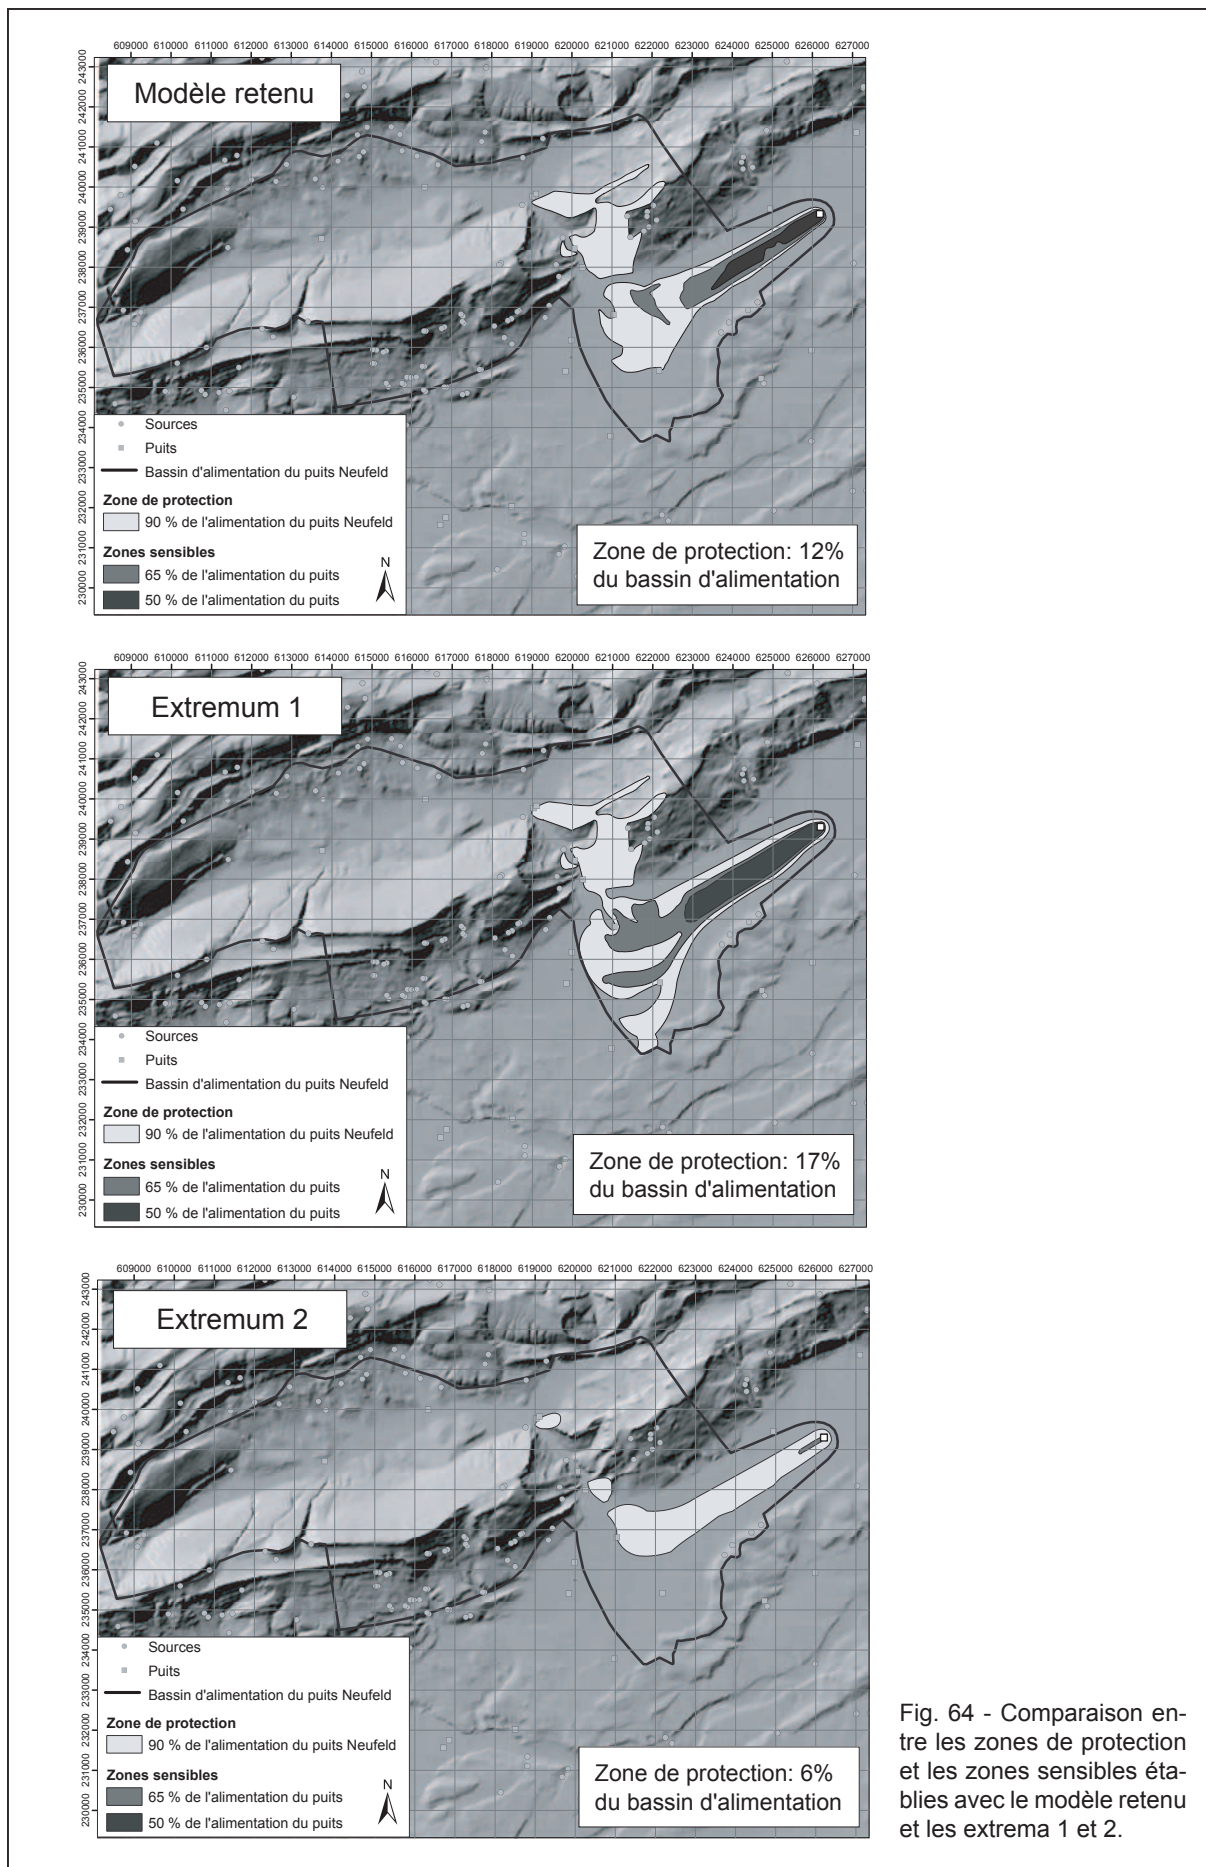 609000 610000 611000 612000 613000 614000 615000 616000 617000 618000 619000 620000 621000 622000 623000 624000 625000 626000 627000
243000
242000
241000
240000
239000
238000
237000
236000
235000
234000
233000
232000
231000
230000
Modèle retenu
Sources
Puits
Bassin d'alimentation du puits Neufeld
Zone de protection
90 % de l'alimentation du puits Neufeld
Zones sensibles
65 % de l'alimentation du puits
50 % de l'alimentation du puits
N
Zone de protection: 12%
du bassin d'alimentation
609000 610000 611000 612000 613000 614000 615000 616000 617000 618000 619000 620000 621000 622000 623000 624000 625000 626000 627000
243000
242000
241000
240000
239000
238000
237000
236000
235000
234000
233000
232000
231000
230000
Extremum 1
Sources
Puits
Bassin d'alimentation du puits Neufeld
Zone de protection
90 % de l'alimentation du puits Neufeld
Zones sensibles
65 % de l'alimentation du puits
50 % de l'alimentation du puits
N
Zone de protection: 17%
du bassin d'alimentation
609000 610000 611000 612000 613000 614000 615000 616000 617000 618000 619000 620000 621000 622000 623000 624000 625000 626000 627000
243000
242000
241000
240000
239000
238000
237000
236000
235000
234000
233000
232000
231000
230000
Extremum 2
Sources
Puits
Bassin d'alimentation du puits Neufeld
Zone de protection
90 % de l'alimentation du puits Neufeld
Zones sensibles
65 % de l'alimentation du puits
50 % de l'alimentation du puits
N
Zone de protection: 6%
du bassin d'alimentation
Fig. 64 - Comparaison en-
tre les zones de protection
et les zones sensibles éta-
blies avec le modèle retenu
et les extrema 1 et 2.